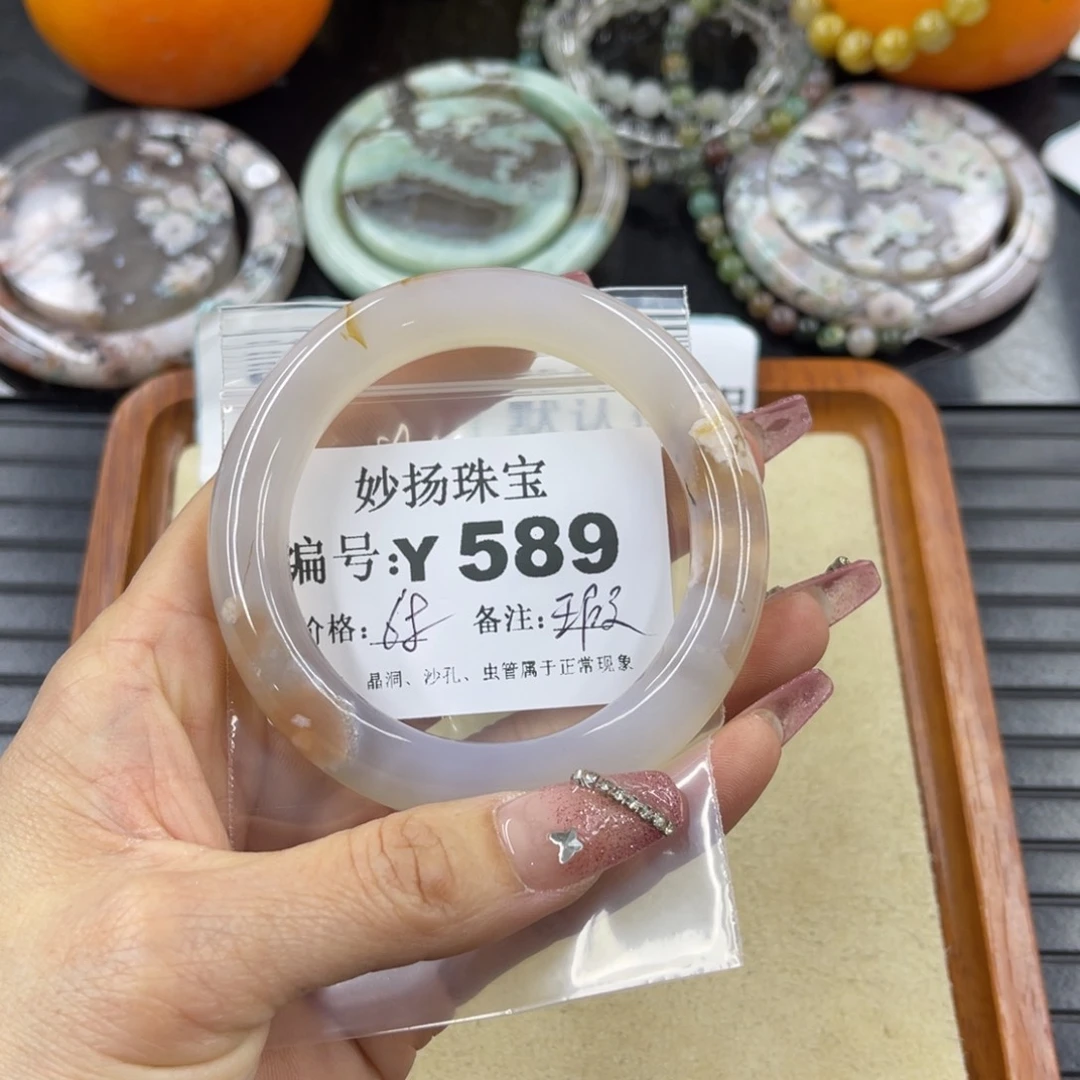 妙扬珠宝
编号:Y 589
价格: 备注:
晶洞、沙孔、虫管属于正常现象